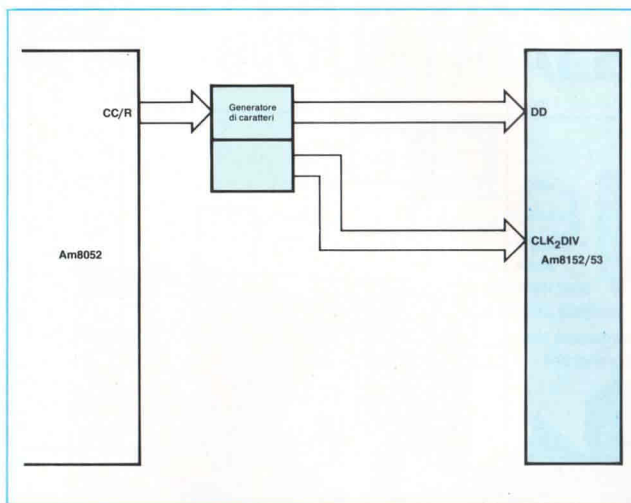 CC/R
Generatore
di caratteri
DD
CLK₂DIV
Am8052
Am8152/53